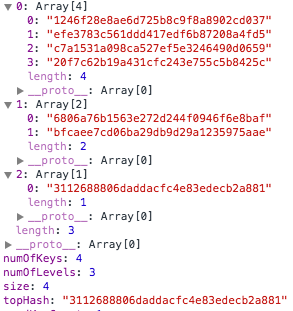 ▼ 0: Array[4]
0: "1246f28e8ae6d725b8c9f8a8902cd037"
1: "efe3783c561ddd417edf6b87208a4fd5"
2: "c7a1531a098ca527ef5e3246490d0659"
3: "20f7c62b19a431cfc243e755c5b8425c"
length: 4
▶ __proto__: Array[0]
▼ 1: Array[2]
0: "6806a76b1563e272d244f0946f6e8baf"
1: "bfcaee7cd06ba29db9d29a1235975aae"
length: 2
▶ __proto__: Array[0]
▼ 2: Array[1]
0: "3112688806daddacfc4e83edecb2a881"
length: 1
▶ __proto__: Array[0]
length: 3
▶ __proto__: Array[0]
numOfKeys: 4
numOfLevels: 3
size: 4
topHash: "3112688806daddacfc4e83edecb2a881"